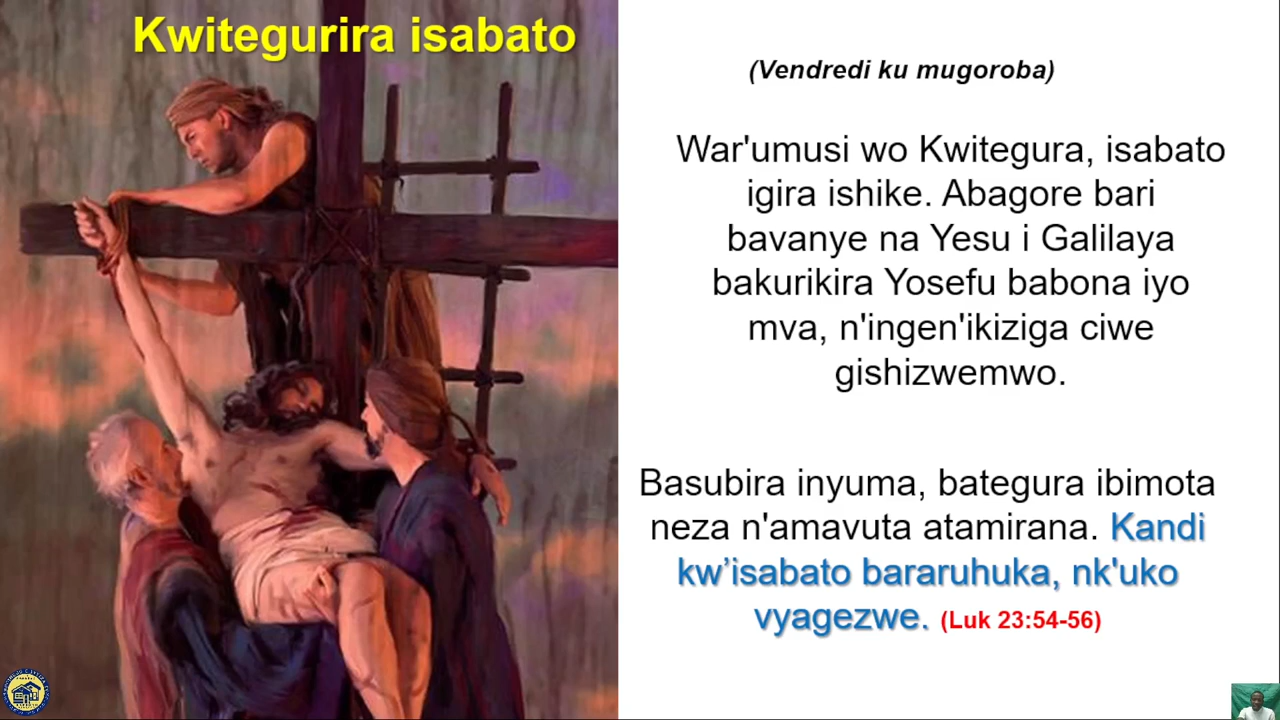 Kwitegurira isabato
(Vendredi ku mugoroba)
War'umusi wo Kwitegura, isabato
igira ishike. Abagore bari
bavanye na Yesu i Galilaya
bakurikira Yosefu babona iyo
mva, n'ingen'ikiziga ciwe
gishizwemwo.
Basubira inyuma, bategura ibimota
neza n'amavuta atamirana. Kandi
kw’isabato bararuhuka, nk'uko
vyagezwe. (Luk 23:54-56)